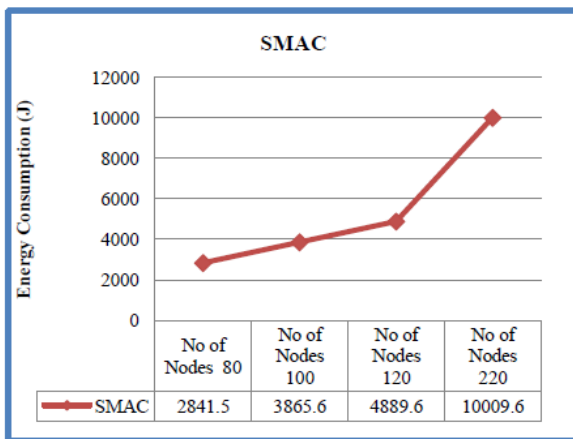 SMAC
Energy Consumption (J)
12000
10000
8000
6000
4000
2000
0
No of
Nodes 80
No of
Nodes
100
No of
Nodes
120
No of
Nodes
220
SMAC 2841.5 3865.6 4889.6 10009.6